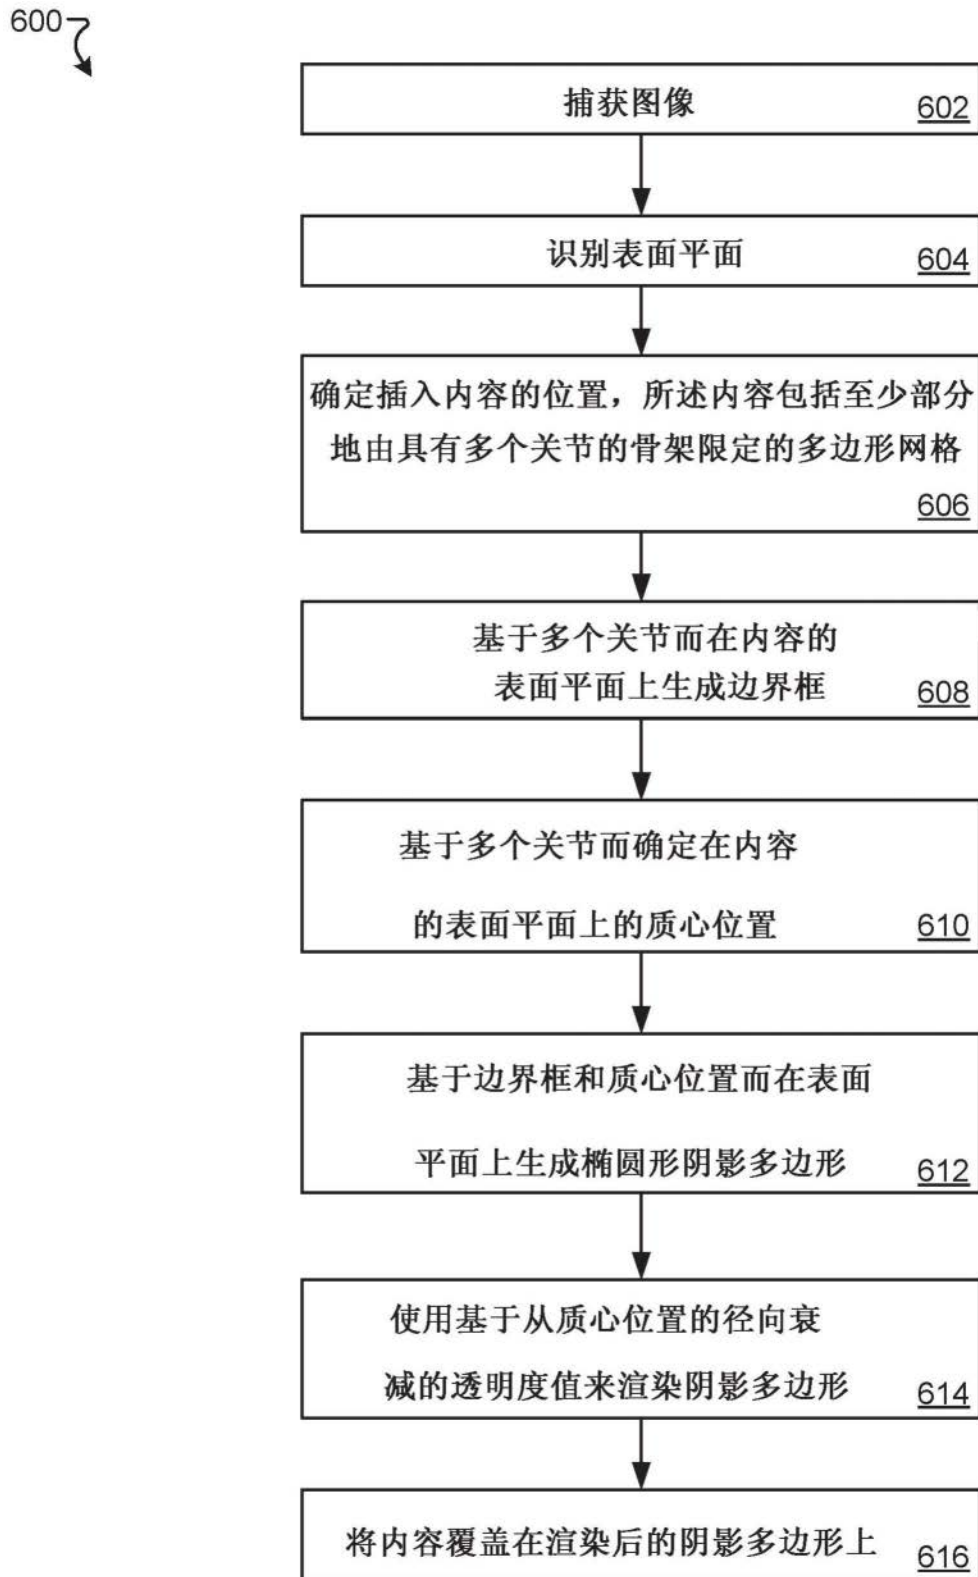 600
捕获图像 602
识别表面平面 604
确定插入内容的位置，所述内容包括至少部分
地由具有多个关节的骨架限定的多边形网格
606
基于多个关节而在内容的
表面平面上生成边界框 608
基于多个关节而确定在内容
的表面平面上的质心位置 610
基于边界框和质心位置而在表面
平面上生成椭圆形阴影多边形 612
使用基于从质心位置的径向衰
减的透明度值来渲染阴影多边形 614
将内容覆盖在渲染后的阴影多边形上 616